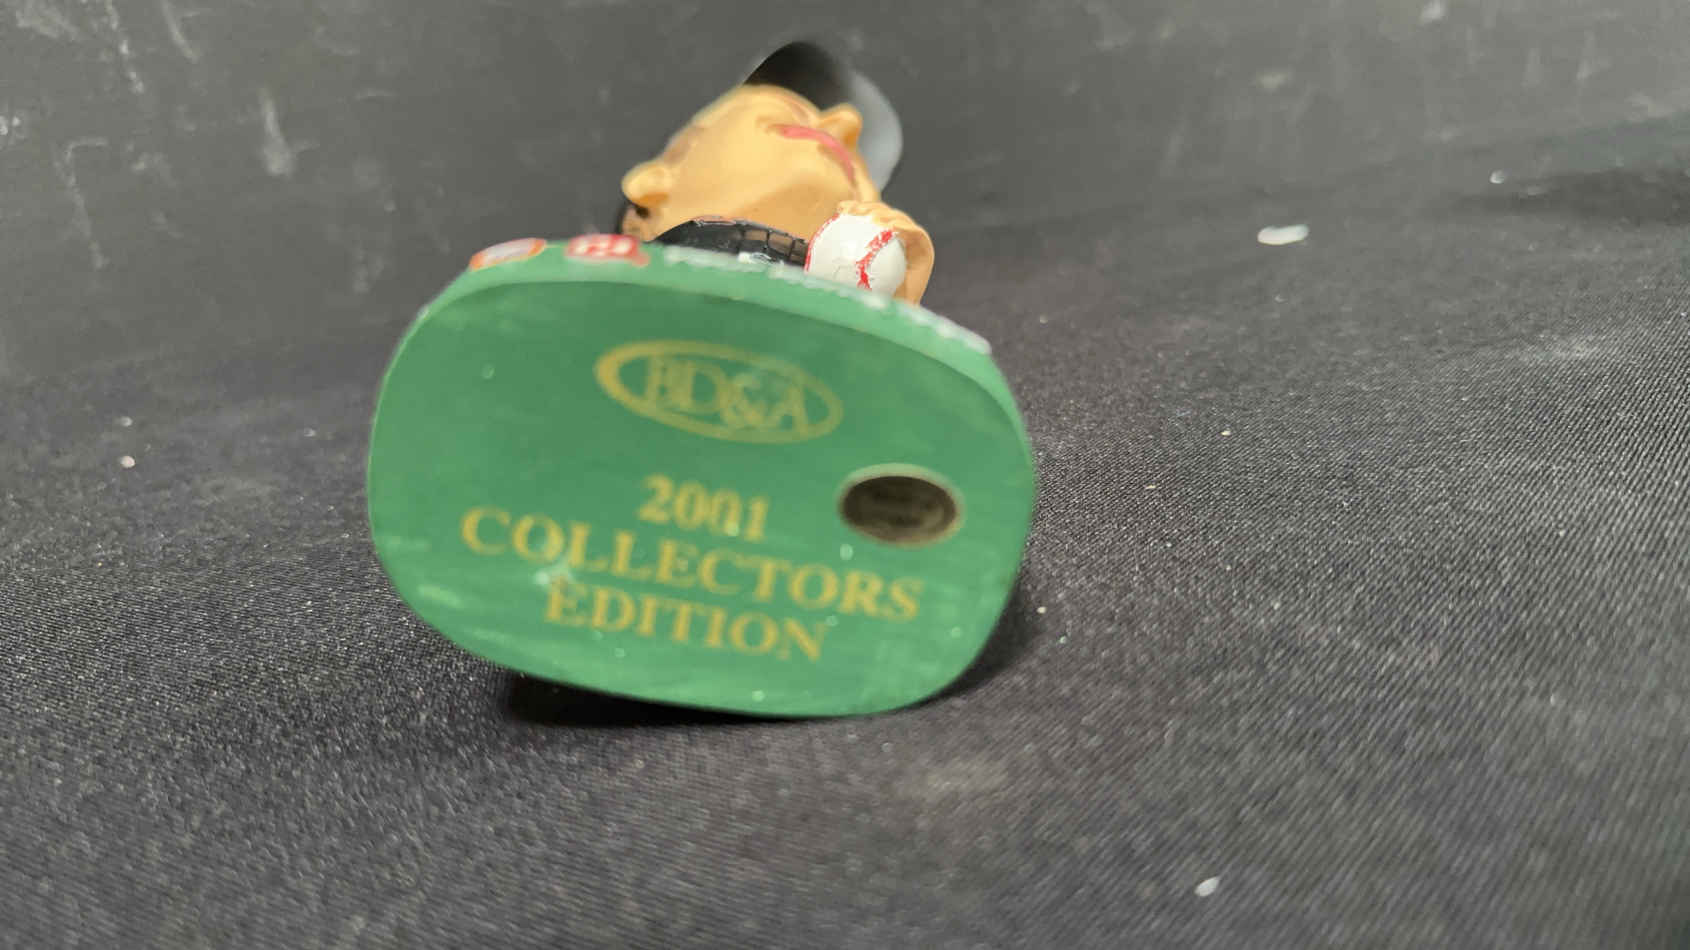 BD&A
2001
COLLECTORS
EDITION